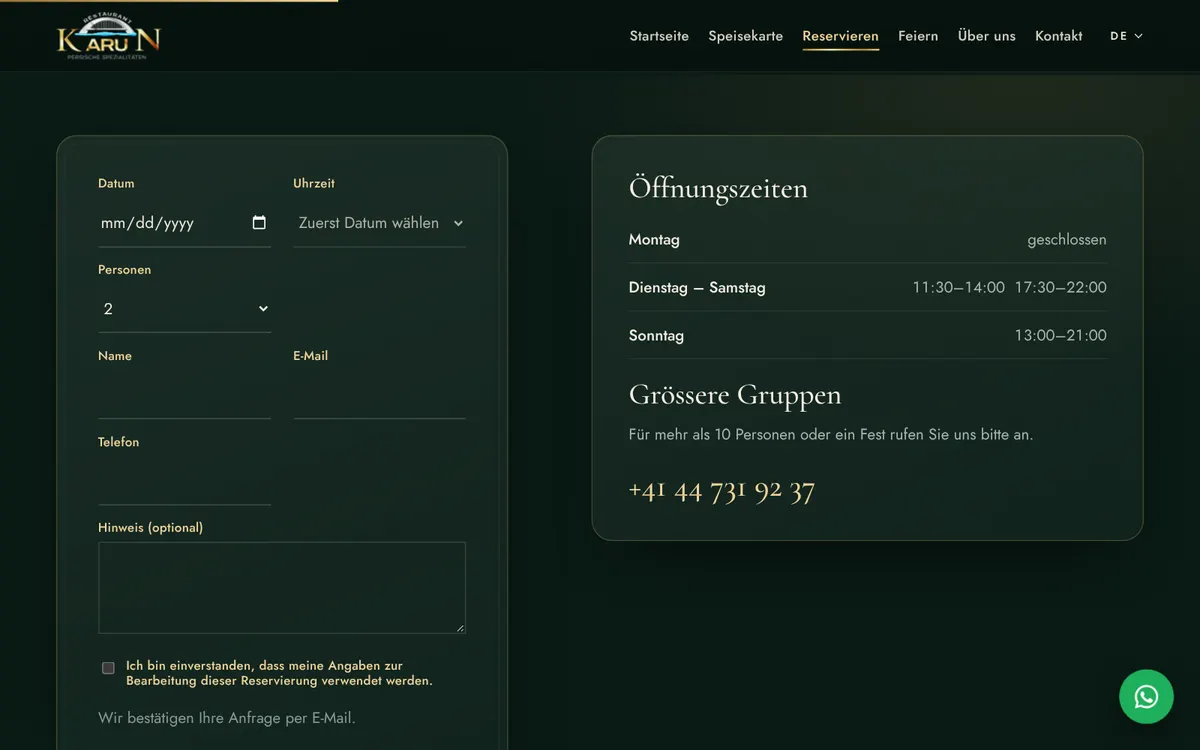 RESTAURANT
KARUN
PERSISCHE SPEZIALITÄTEN
Startseite Speisekarte Reservieren Feiern Über uns Kontakt DE
Datum Uhrzeit
mm/dd/yyyy Zuerst Datum wählen
Personen
2
Name E-Mail
Telefon
Hinweis (optional)
Ich bin einverstanden, dass meine Angaben zur
Bearbeitung dieser Reservierung verwendet werden.
Wir bestätigen Ihre Anfrage per E-Mail.
Öffnungszeiten
Montag geschlossen
Dienstag – Samstag 11:30–14:00 17:30–22:00
Sonntag 13:00–21:00
Grössere Gruppen
Für mehr als 10 Personen oder ein Fest rufen Sie uns bitte an.
+41 44 731 92 37